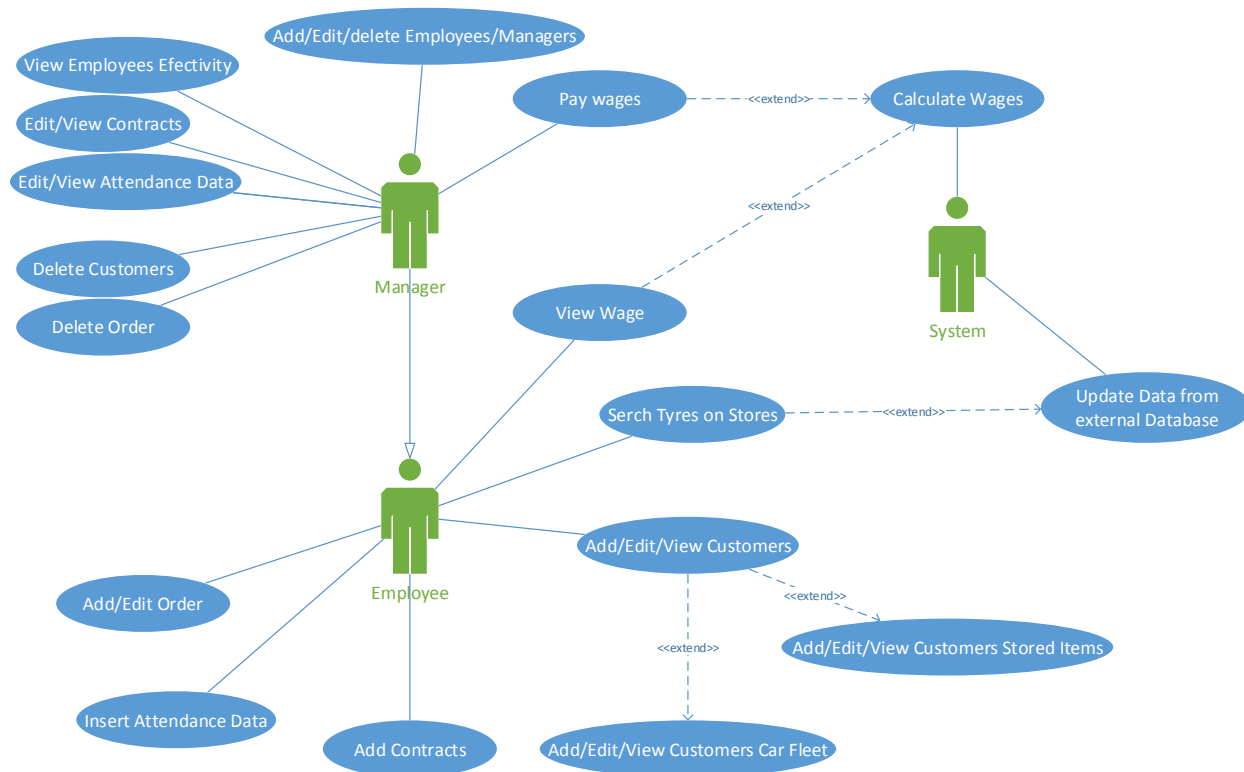 Add/Edit/delete Employees/Managers
View Employees Efectivity
Pay wages
<<extend>>
Calculate Wages
Edit/View Contracts
Edit/View Attendance Data
<<extend>>
Delete Customers
Manager
Delete Order
View Wage
System
Serch Tyres on Stores
<<extend>>
Update Data from
external Database
Add/Edit/View Customers
Employee
Add/Edit Order
<<extend>>
<<extend>>
Add/Edit/View Customers Stored Items
Insert Attendance Data
Add Contracts
Add/Edit/View Customers Car Fleet